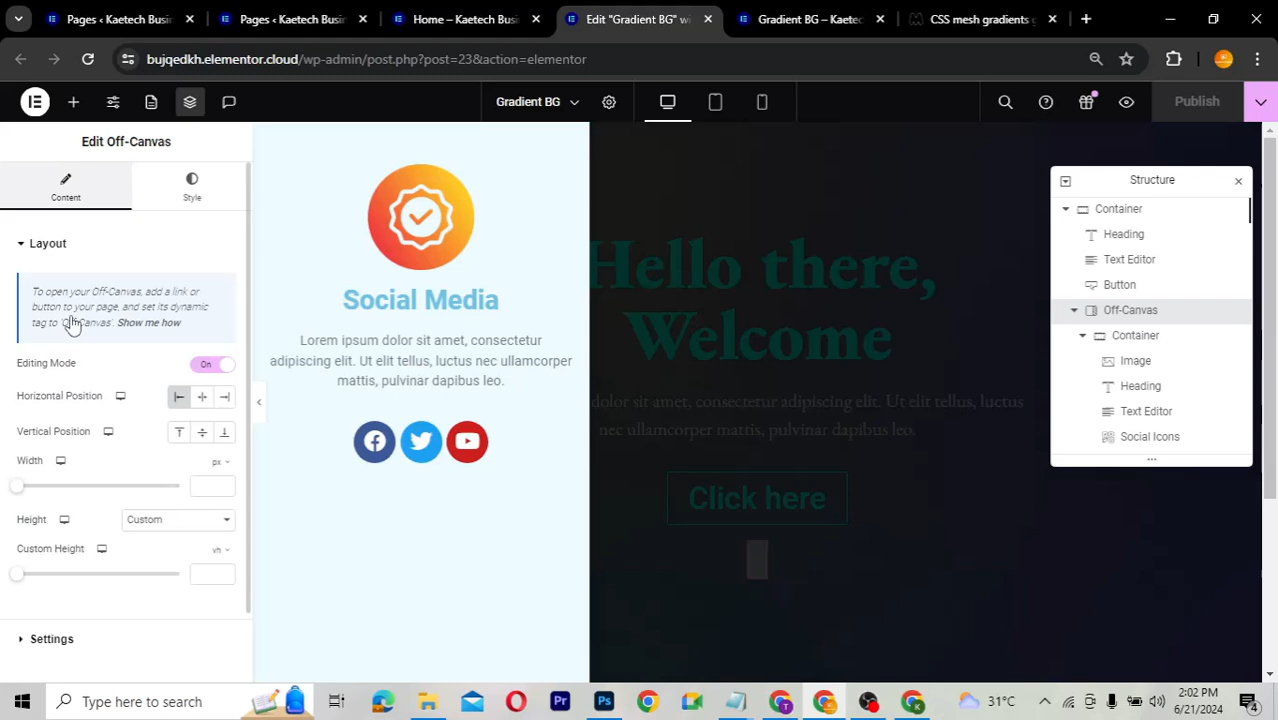 Pages ‹ Kaetech Busin
Pages ‹ Kaetech Busin
Home – Kaetech Busin
Edit "Gradient BG" wi
Gradient BG – Kaetec
CSS mesh gradients g
bujqedkh.elementor.cloud/wp-admin/post.php?post=23&action=elementor
Gradient BG
Publish
Edit Off-Canvas
Content
Style
Layout
To open your Off-Canvas, add a link or
button to your page, and set its dynamic
tag to Canvas'. Show me how
Editing Mode
On
Horizontal Position
Vertical Position
Width
px
Height
Custom
Custom Height
vh
Settings
Social Media
Lorem ipsum dolor sit amet, consectetur
adipiscing elit. Ut elit tellus, luctus nec ullamcorper
mattis, pulvinar dapibus leo.
Hello there,
Welcome
dolor sit amet, consectetur adipiscing elit. Ut elit tellus, luctus
nec ullamcorper mattis, pulvinar dapibus leo.
Click here
Structure
Container
Heading
Text Editor
Button
Off-Canvas
Container
Image
Heading
Text Editor
Social Icons
Type here to search
31°C
2:02 PM
6/21/2024
4